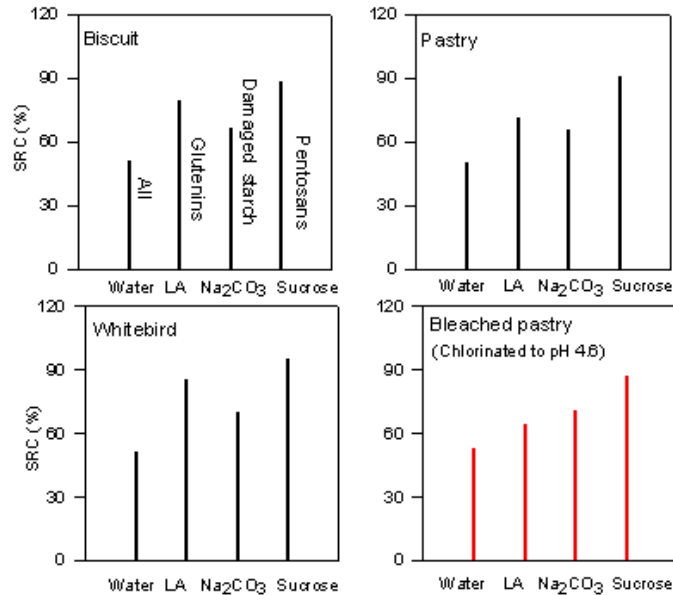 120
90
60
30
0
SRC (%)
Biscuit
All
Glutenins
Damaged starch
Pentosans
Water LA Na₂CO₃ Sucrose
120
90
60
30
0
Pastry
Water LA Na₂CO₃ Sucrose
120
90
60
30
0
SRC (%)
Whitebird
Water LA Na₂CO₃ Sucrose
120
90
60
30
0
Bleached pastry
(Chlorinated to pH 4.6)
Water LA Na₂CO₃ Sucrose